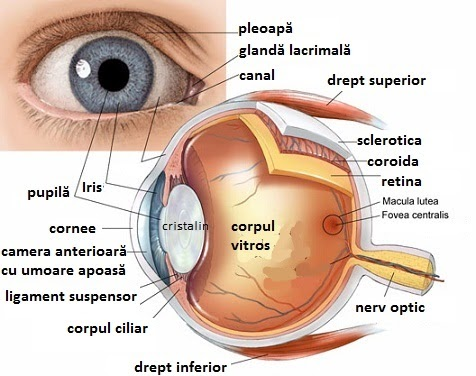 pleoapă
glandă lacrimală
canal
drept superior
sclerotica
coroida
retina
Macula lutea
Fovea centralis
pupilă
Iris
cristalin
corpul
vitros
cornee
camera anterioară
cu umoare apoasă
ligament suspensor
corpul ciliar
nerv optic
drept inferior